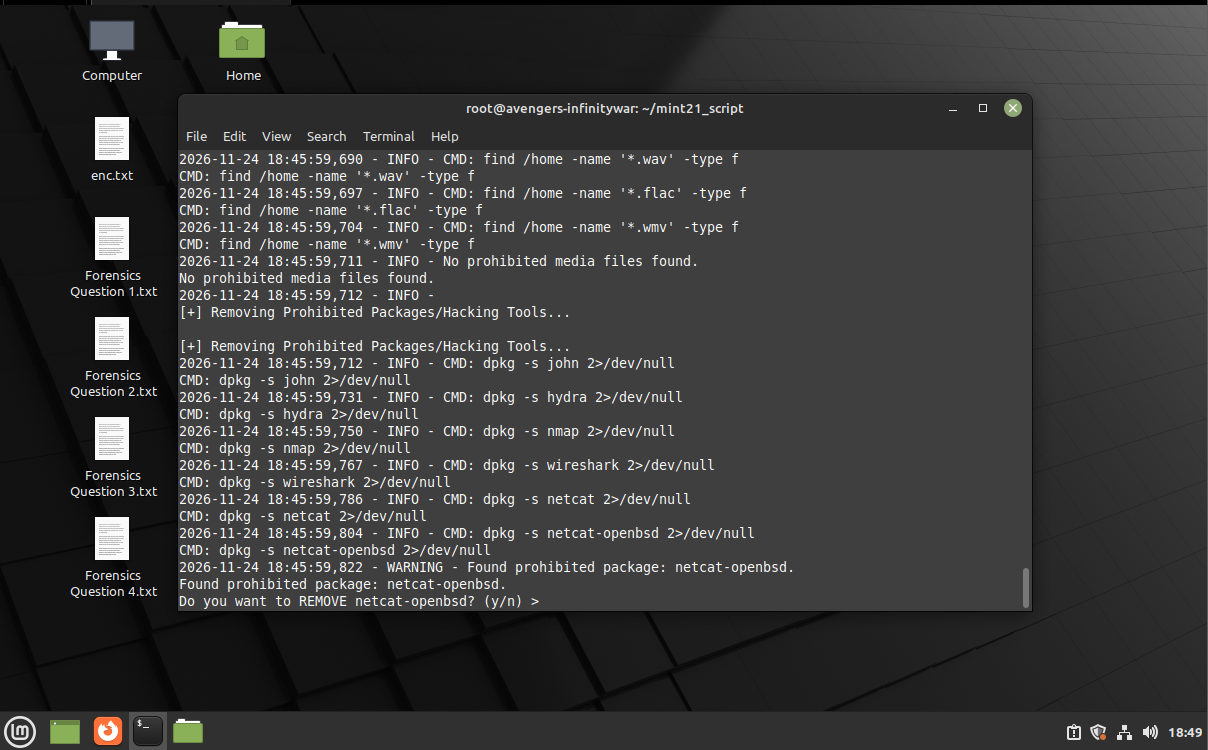 Computer
Home
enc.txt
Forensics
Question 1.txt
Forensics
Question 2.txt
Forensics
Question 3.txt
Forensics
Question 4.txt
root@avengers-infinitywar: ~/mint21_script
File Edit View Search Terminal Help
2026-11-24 18:45:59,690 - INFO - CMD: find /home -name '*.wav' -type f
CMD: find /home -name '*.wav' -type f
2026-11-24 18:45:59,697 - INFO - CMD: find /home -name '*.flac' -type f
CMD: find /home -name '*.flac' -type f
2026-11-24 18:45:59,704 - INFO - CMD: find /home -name '*.wmv' -type f
CMD: find /home -name '*.wmv' -type f
2026-11-24 18:45:59,711 - INFO - No prohibited media files found.
No prohibited media files found.
2026-11-24 18:45:59,712 - INFO -
[+] Removing Prohibited Packages/Hacking Tools...
[+] Removing Prohibited Packages/Hacking Tools...
2026-11-24 18:45:59,712 - INFO - CMD: dpkg -s john 2>/dev/null
CMD: dpkg -s john 2>/dev/null
2026-11-24 18:45:59,731 - INFO - CMD: dpkg -s hydra 2>/dev/null
CMD: dpkg -s hydra 2>/dev/null
2026-11-24 18:45:59,750 - INFO - CMD: dpkg -s nmap 2>/dev/null
CMD: dpkg -s nmap 2>/dev/null
2026-11-24 18:45:59,767 - INFO - CMD: dpkg -s wireshark 2>/dev/null
CMD: dpkg -s wireshark 2>/dev/null
2026-11-24 18:45:59,786 - INFO - CMD: dpkg -s netcat 2>/dev/null
CMD: dpkg -s netcat 2>/dev/null
2026-11-24 18:45:59,804 - INFO - CMD: dpkg -s netcat-openbsd 2>/dev/null
CMD: dpkg -s netcat-openbsd 2>/dev/null
2026-11-24 18:45:59,822 - WARNING - Found prohibited package: netcat-openbsd.
Found prohibited package: netcat-openbsd.
Do you want to REMOVE netcat-openbsd? (y/n) >
$_
18:49